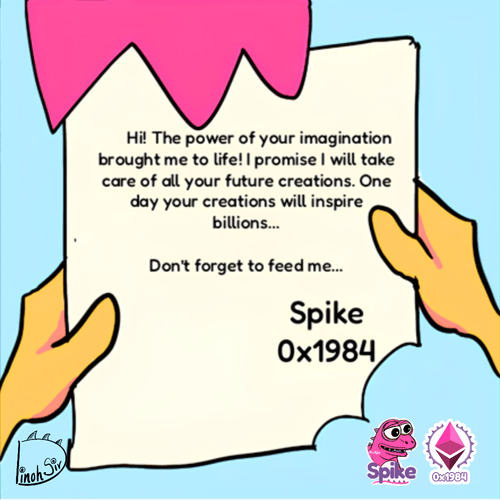 Hi! The power of your imagination
brought me to life! I promise I will take
care of all your future creations. One
day your creations will inspire
billions...
Don't forget to feed me...
Spike
0x1984
DinohSir
Spike
0x1984